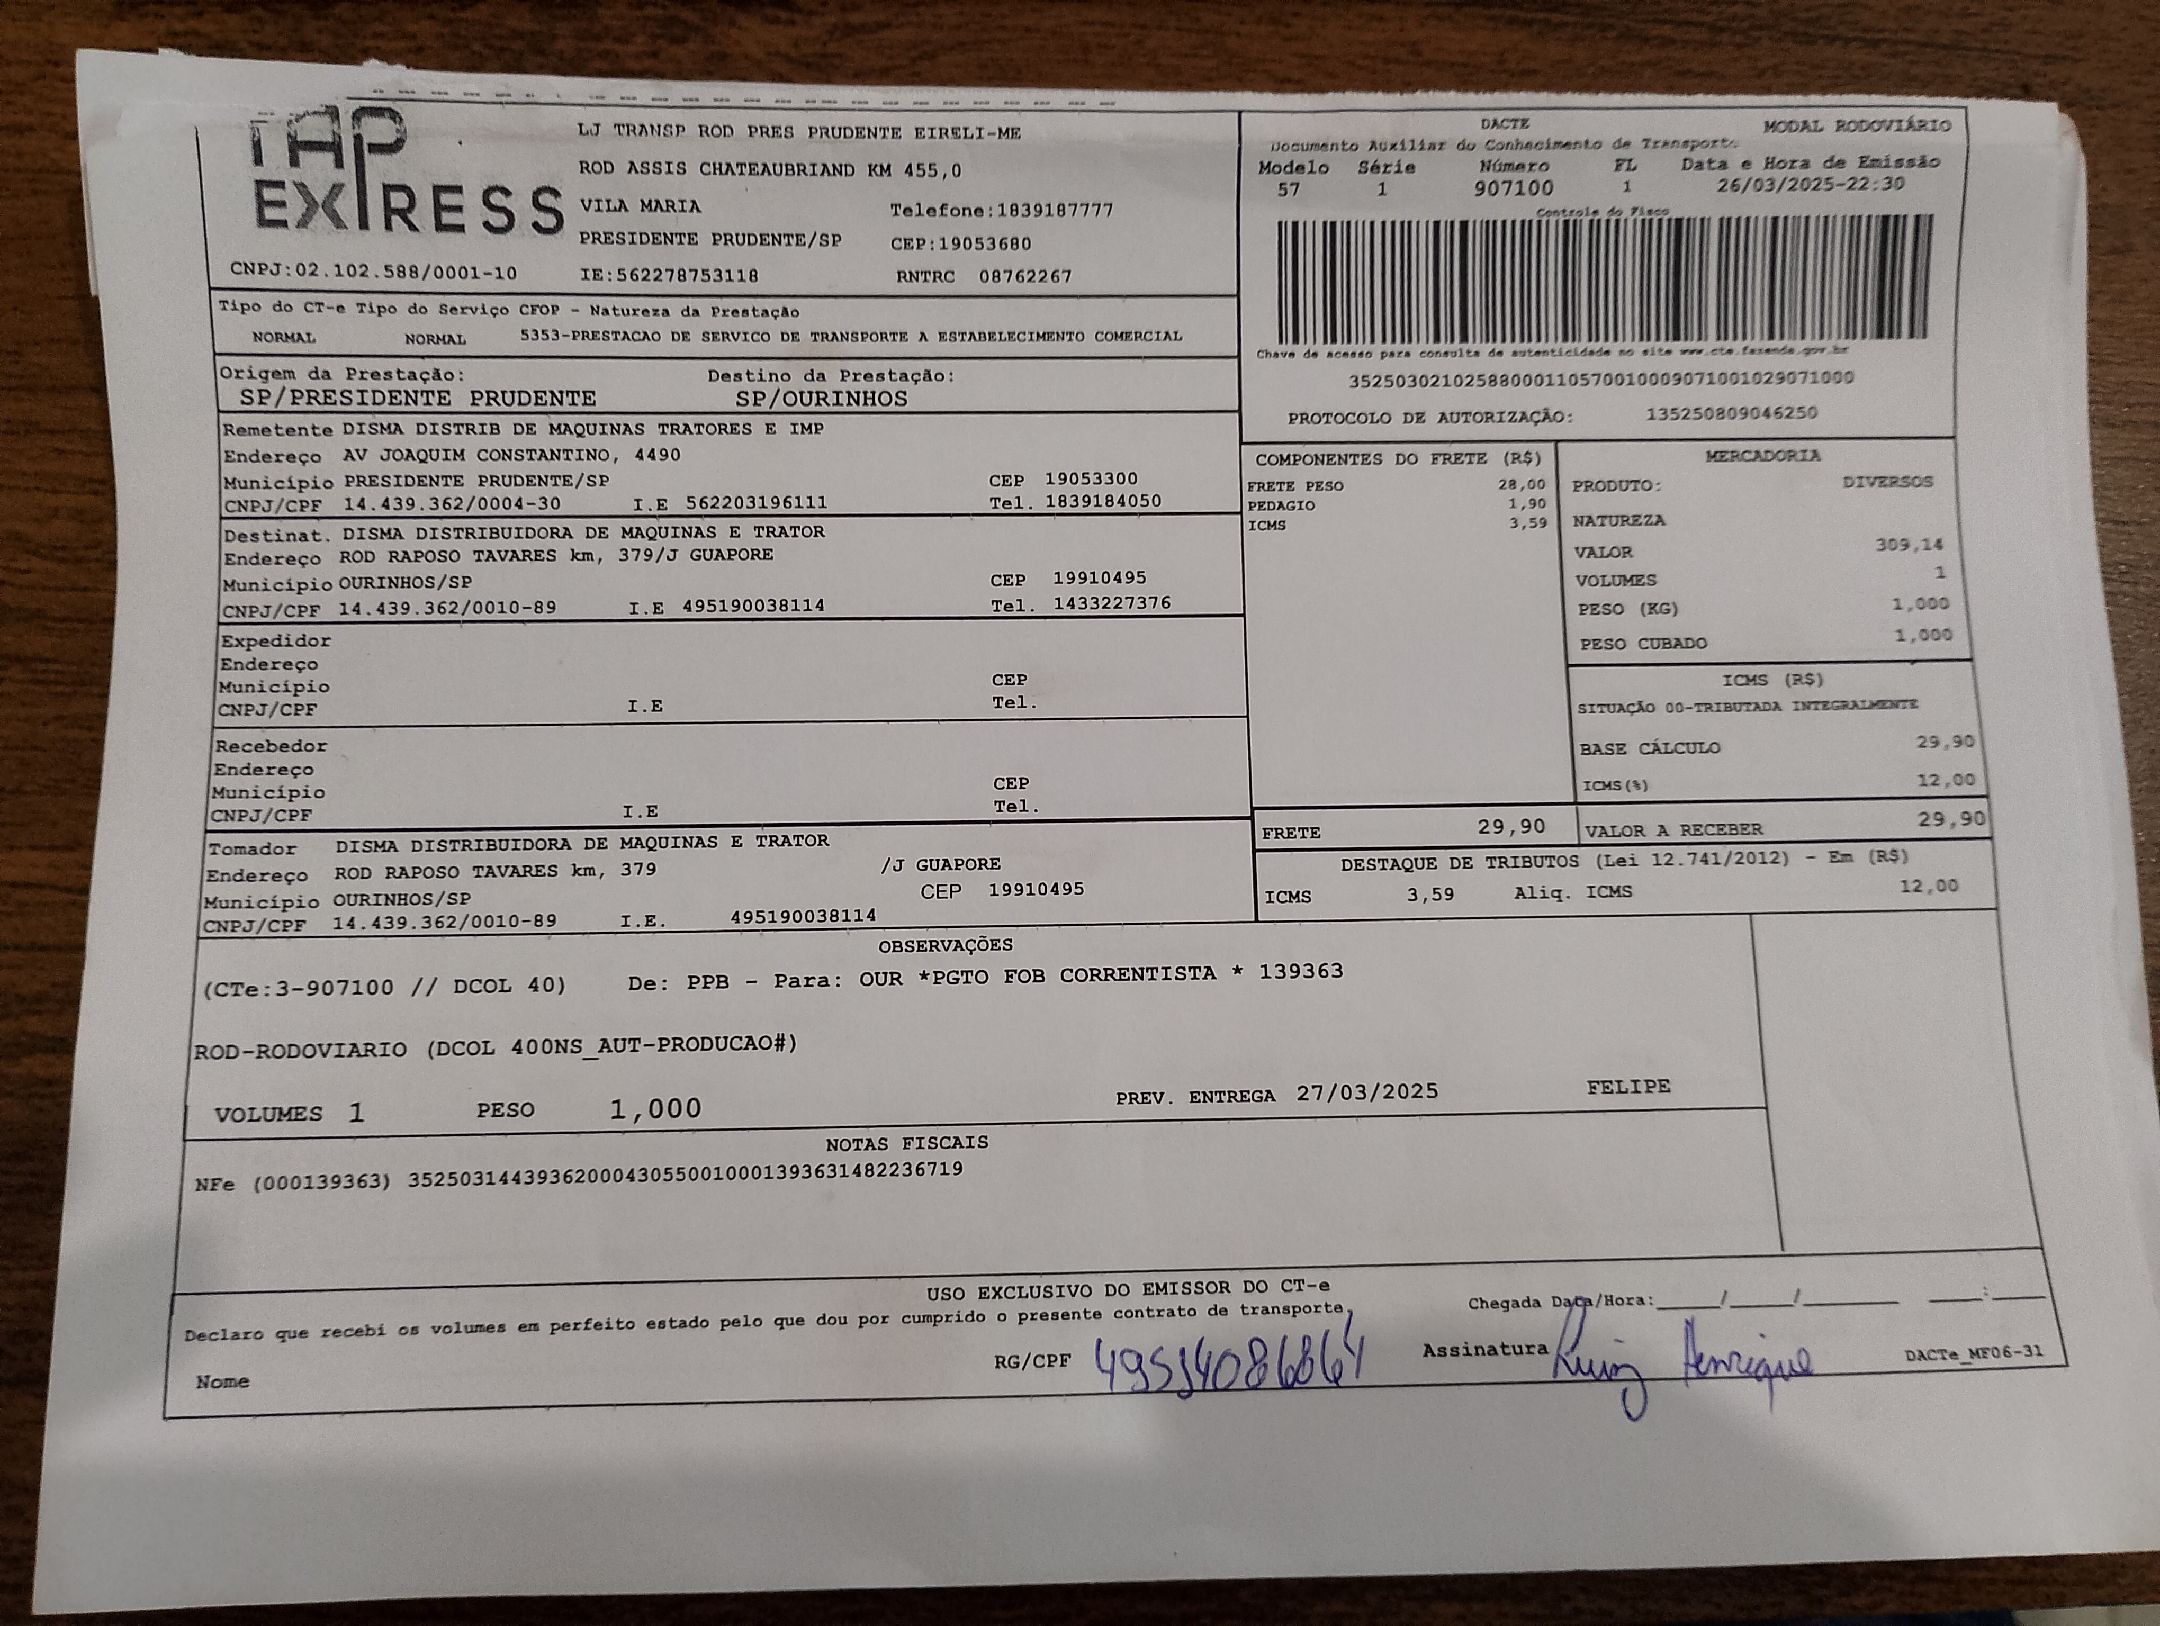 TAP EXPRESS
LJ TRANSP ROD PRES PRUDENTE EIRELI-ME
ROD ASSIS CHATEAUBRIAND KM 455,0
VILA MARIA Telefone:1839187777
PRESIDENTE PRUDENTE/SP CEP:19053680
CNPJ:02.102.588/0001-10 IE:562278753118 RNTRC 08762267
DACTE MODAL RODOVIÁRIO
Documento Auxiliar do Conhecimento de Transporte
Modelo Série Número FL Data e Hora de Emissão
57 1 907100 1 26/03/2025-22:30
Controle do Fisco
Chave de acesso para consulta de autenticidade no site www.cte.fazenda.gov.br
35250302102588000110570010009071001029071000
PROTOCOLO DE AUTORIZAÇÃO: 135250809046250
Tipo do CT-e Tipo do Serviço CFOP - Natureza da Prestação
NORMAL NORMAL 5353-PRESTACAO DE SERVICO DE TRANSPORTE A ESTABELECIMENTO COMERCIAL
Origem da Prestação: Destino da Prestação:
SP/PRESIDENTE PRUDENTE SP/OURINHOS
Remetente DISMA DISTRIB DE MAQUINAS TRATORES E IMP
Endereço AV JOAQUIM CONSTANTINO, 4490
Município PRESIDENTE PRUDENTE/SP CEP 19053300
CNPJ/CPF 14.439.362/0004-30 I.E 562203196111 Tel. 1839184050
Destinat. DISMA DISTRIBUIDORA DE MAQUINAS E TRATOR
Endereço ROD RAPOSO TAVARES km, 379/J GUAPORE
Município OURINHOS/SP CEP 19910495
CNPJ/CPF 14.439.362/0010-89 I.E 495190038114 Tel. 1433227376
Expedidor
Endereço
Município CEP
CNPJ/CPF I.E Tel.
Recebedor
Endereço
Município CEP
CNPJ/CPF I.E Tel.
Tomador DISMA DISTRIBUIDORA DE MAQUINAS E TRATOR
Endereço ROD RAPOSO TAVARES km, 379 /J GUAPORE
Município OURINHOS/SP CEP 19910495
CNPJ/CPF 14.439.362/0010-89 I.E. 495190038114
COMPONENTES DO FRETE (R$)
FRETE PESO 28,00
PEDAGIO 1,90
ICMS 3,59
MERCADORIA
PRODUTO: DIVERSOS
NATUREZA
VALOR 309,14
VOLUMES 1
PESO (KG) 1,000
PESO CUBADO 1,000
ICMS (R$)
SITUAÇÃO 00-TRIBUTADA INTEGRALMENTE
BASE CÁLCULO 29,90
ICMS(%) 12,00
FRETE 29,90 VALOR A RECEBER 29,90
DESTAQUE DE TRIBUTOS (Lei 12.741/2012) - Em (R$)
ICMS 3,59 Aliq. ICMS 12,00
OBSERVAÇÕES
(CTe:3-907100 // DCOL 40) De: PPB - Para: OUR *PGTO FOB CORRENTISTA * 139363
ROD-RODOVIARIO (DCOL 400NS_AUT-PRODUCAO#)
VOLUMES 1 PESO 1,000 PREV. ENTREGA 27/03/2025 FELIPE
NOTAS FISCAIS
NFe (000139363) 35250314439362000430550010001393631482236719
USO EXCLUSIVO DO EMISSOR DO CT-e
Declaro que recebi os volumes em perfeito estado pelo que dou por cumprido o presente contrato de transporte, Chegada Data/Hora:____/____/______ ____:____
Nome RG/CPF 49514086864 Assinatura Luiz Henrique DACTe_MF06-31